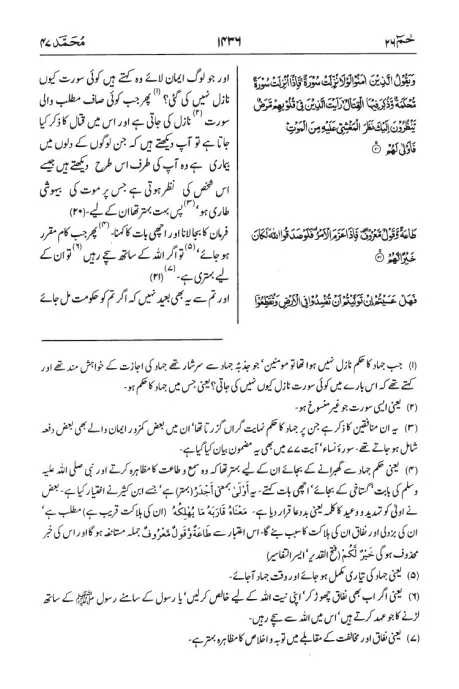 حٰمٓ ۲۶
۱۴۳۶
مُحَمَّد ۴۷
وَيَقُولُ الَّذِينَ آمَنُوا لَوْلَا نُزِّلَتْ سُورَةٌ فَإِذَا أُنزِلَتْ سُورَةٌ
مُّحْكَمَةٌ وَذُكِرَ فِيهَا الْقِتَالُ رَأَيْتَ الَّذِينَ فِي قُلُوبِهِم مَّرَضٌ
يَنظُرُونَ إِلَيْكَ نَظَرَ الْمَغْشِيِّ عَلَيْهِ مِنَ الْمَوْتِ
فَأَوْلَىٰ لَهُمْ ۝۲۰
طَاعَةٌ وَقَوْلٌ مَّعْرُوفٌ فَإِذَا عَزَمَ الْأَمْرُ فَلَوْ صَدَقُوا اللَّهَ لَكَانَ
خَيْرًا لَّهُمْ ۝۲۱
فَهَلْ عَسَيْتُمْ إِن تَوَلَّيْتُمْ أَن تُفْسِدُوا فِي الْأَرْضِ وَتُقَطِّعُوا
اور جو لوگ ایمان لائے وہ کہتے ہیں کوئی سورت کیوں
نازل نہیں کی گئی؟ (۱) پھر جب کوئی صاف مطلب والی
سورت (۲) نازل کی جاتی ہے اور اس میں قتال کا ذکر کیا
جاتا ہے تو آپ دیکھتے ہیں کہ جن لوگوں کے دلوں میں
بیماری ہے وہ آپ کی طرف اس طرح دیکھتے ہیں جیسے
اس شخص کی نظر ہوتی ہے جس پر موت کی بیہوشی
طاری ہو، (۳) پس بہت بہتر تھا ان کے لیے۔ (۲۰)
فرمان کا بجا لانا اور اچھی بات کا کہنا۔ (۴) پھر جب کام مقرر
ہو جائے، (۵) تو اگر اللہ کے ساتھ سچے رہیں (۶) تو ان کے
لیے بہتری ہے۔ (۷) (۲۱)
اور تم سے یہ بھی بعید نہیں کہ اگر تم کو حکومت مل جائے
(۱) جب جہاد کا حکم نازل نہیں ہوا تھا تو مومنین، جو جذبۂ جہاد سے سرشار تھے جہاد کی اجازت کے خواہش مند تھے اور
کہتے تھے کہ اس بارے میں کوئی سورت نازل کیوں نہیں کی جاتی؟ یعنی جس میں جہاد کا حکم ہو۔
(۲) یعنی ایسی سورت جو غیر منسوخ ہو۔
(۳) یہ ان منافقین کا ذکر ہے جن پر جہاد کا حکم نہایت گراں گزرتا تھا، ان میں بعض کمزور ایمان والے بھی بعض دفعہ
شامل ہو جاتے تھے۔ سورۂ نساء، آیت ۷۷ میں بھی یہ مضمون بیان کیا گیا ہے۔
(۴) یعنی حکم جہاد سے گھبرانے کے بجائے ان کے لیے بہتر تھا کہ وہ سمع و طاعت کا مظاہرہ کرتے اور نبی صلی اللہ علیہ
وسلم کی بابت، گستاخی کے بجائے، اچھی بات کہتے۔ یہ أَوْلَىٰ بمعنی أَجْدَرُ (بہتر) ہے، جسے ابن کثیر نے اختیار کیا ہے۔ بعض
نے اولیٰ کو تہدید و وعید کا کلمہ یعنی بددعا قرار دیا ہے۔ مَعْنَاهُ قَارَبَهُ مَا يُهْلِكُهُ (ان کی ہلاکت قریب ہے) مطلب ہے،
ان کی بزدلی اور نفاق ان کی ہلاکت کا سبب بنے گا۔ اس اعتبار سے طَاعَةٌ وَّقَوْلٌ مَّعْرُوفٌ جملہ مستانفہ ہو گا اور اس کی خبر
محذوف ہو گی خَيْرٌ لَّكُمْ (فتح القدیر، ایسر التفاسیر)
(۵) یعنی جہاد کی تیاری مکمل ہو جائے اور وقت جہاد آجائے۔
(۶) یعنی اگر اب بھی نفاق چھوڑ کر، اپنی نیت اللہ کے لیے خالص کر لیں، یا رسول کے سامنے رسول ﷺ کے ساتھ
لڑنے کا جو عہد کرتے ہیں، اس میں اللہ سے سچے رہیں۔
(۷) یعنی نفاق اور مخالفت کے مقابلے میں توبہ و اخلاص کا مظاہرہ بہتر ہے۔